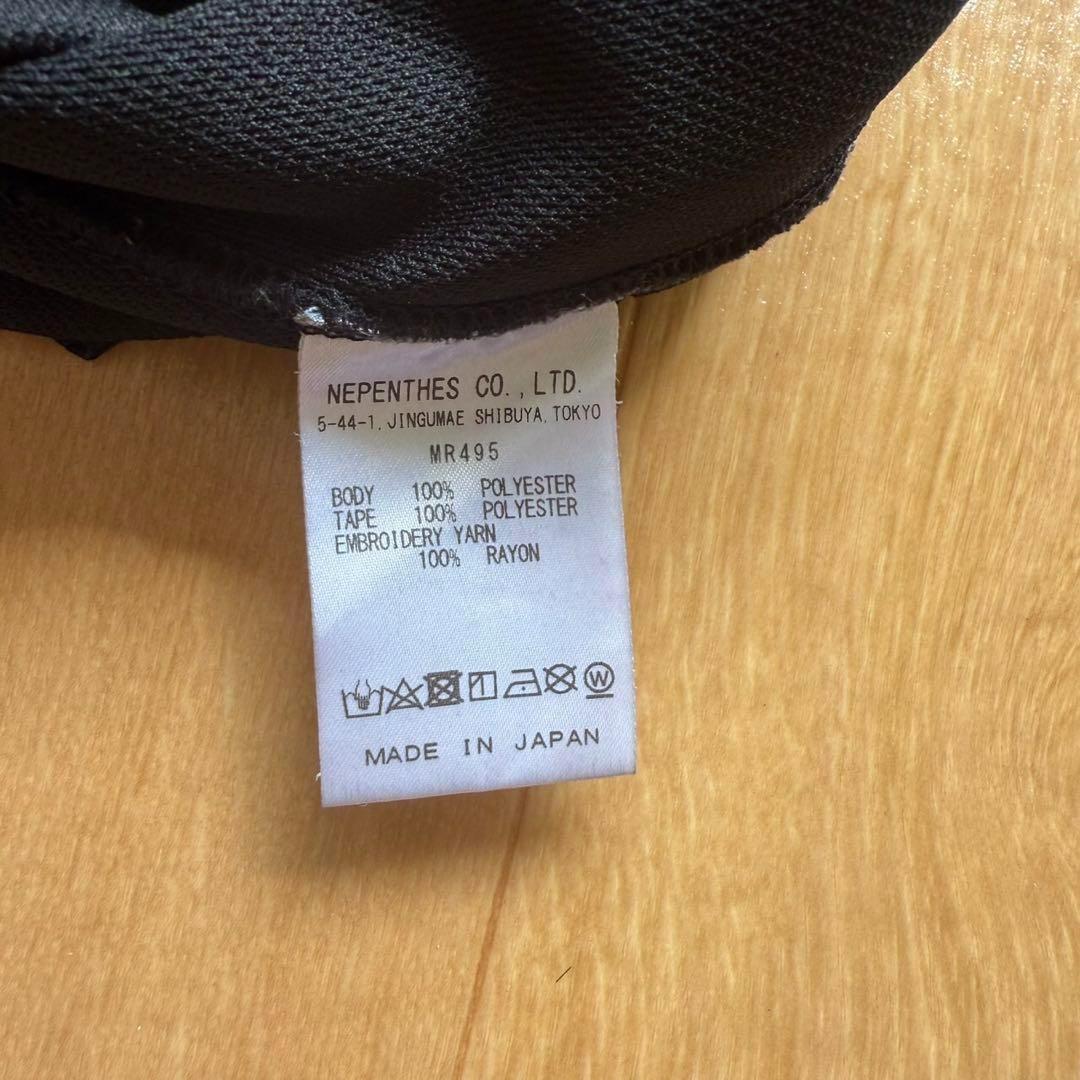 NEPENTHES CO., LTD.
5-44-1, JINGUMAE SHIBUYA, TOKYO
MR495
BODY 100% POLYESTER
TAPE 100% POLYESTER
EMBROIDERY YARN
100% RAYON
W
MADE IN JAPAN